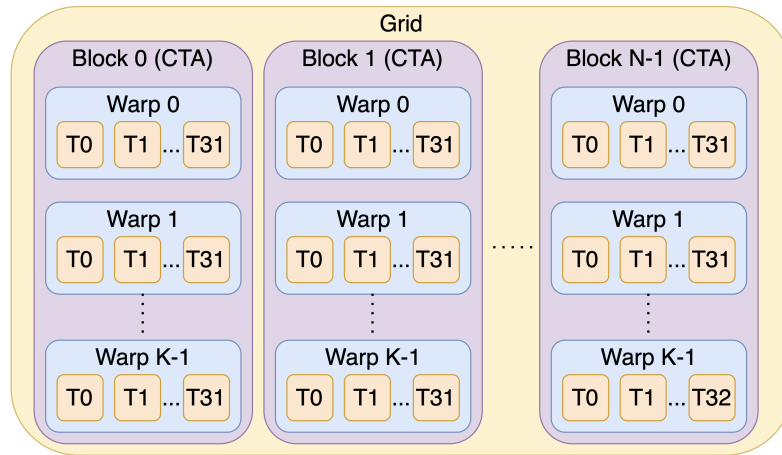 Grid
Block 0 (CTA) Block 1 (CTA) Block N-1 (CTA)
Warp 0 Warp 0 Warp 0
T0 T1 ... T31 T0 T1 ... T31 T0 T1 ... T31
Warp 1 Warp 1 Warp 1
T0 T1 ... T31 T0 T1 ... T31 ..... T0 T1 ... T31
Warp K-1 Warp K-1 Warp K-1
T0 T1 ... T31 T0 T1 ... T31 T0 T1 ... T32